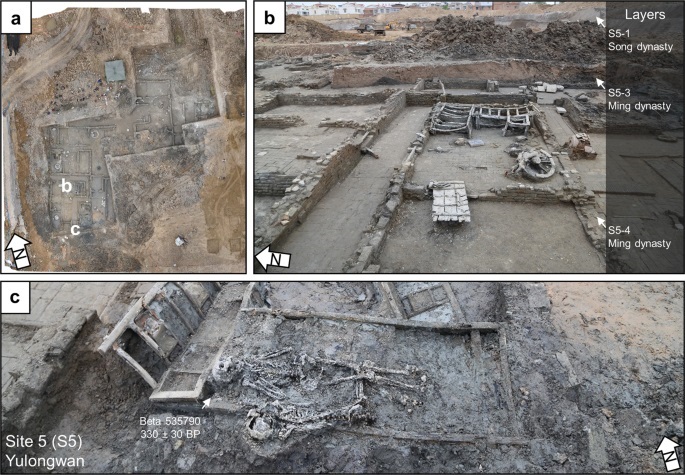 a
b
c
N
b
Layers
S5-1
Song dynasty
S5-3
Ming dynasty
S5-4
Ming dynasty
N
c
Beta 535790
330 ± 30 BP
Site 5 (S5)
Yulongwan
N